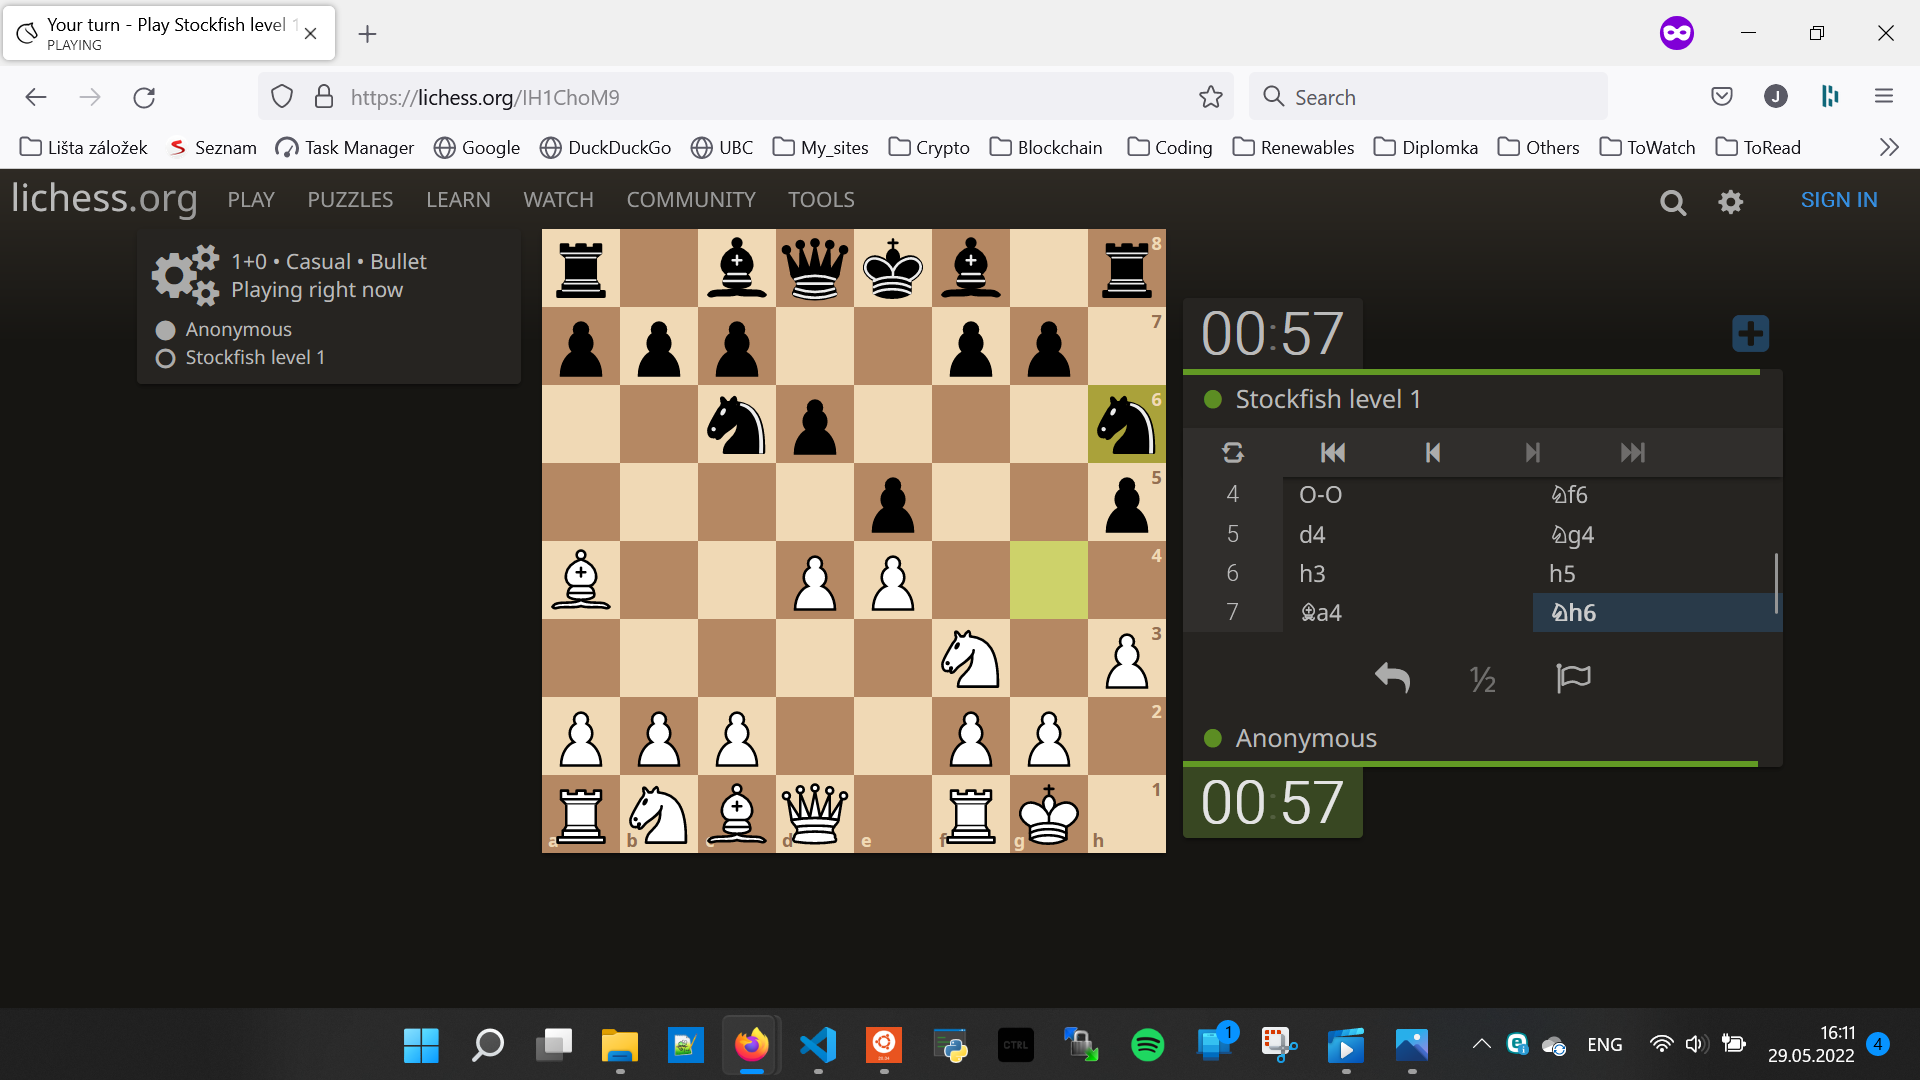 Your turn - Play Stockfish level 1
PLAYING
https://lichess.org/IH1ChoM9
Search
J
Lišta záložek
Seznam
Task Manager
Google
DuckDuckGo
UBC
My_sites
Crypto
Blockchain
Coding
Renewables
Diplomka
Others
ToWatch
ToRead
lichess.org PLAY PUZZLES LEARN WATCH COMMUNITY TOOLS SIGN IN
1+0 • Casual • Bullet
Playing right now
Anonymous
Stockfish level 1
8
7
6
5
4
3
2
1
a b c d e f g h
00:57
Stockfish level 1
4 O-O ♘f6
5 d4 ♘g4
6 h3 h5
7 ♗a4 ♘h6
½
Anonymous
00:57
CTRL
1
ENG
16:11
29.05.2022
4